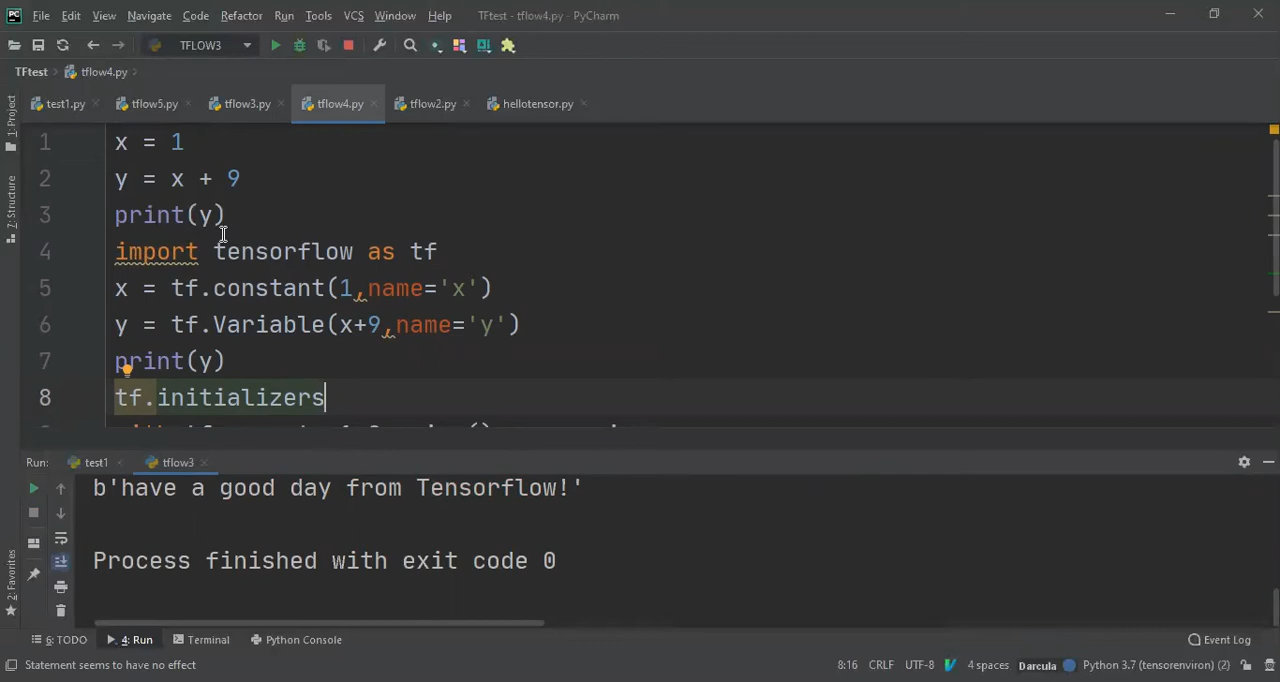 PC File Edit View Navigate Code Refactor Run Tools VCS Window Help TFtest - tflow4.py - PyCharm
TFLOW3
TFtest tflow4.py
test1.py tflow5.py tflow3.py tflow4.py tflow2.py hellotensor.py
1 x = 1
2 y = x + 9
3 print(y)
4 import tensorflow as tf
5 x = tf.constant(1,name='x')
6 y = tf.Variable(x+9,name='y')
7 print(y)
8 tf.initializers
1: Project
7: Structure
2: Favorites
Run: test1 tflow3
b'have a good day from Tensorflow!'
Process finished with exit code 0
6: TODO 4: Run Terminal Python Console Event Log
Statement seems to have no effect 8:16 CRLF UTF-8 4 spaces Darcula Python 3.7 (tensorenviron) (2)